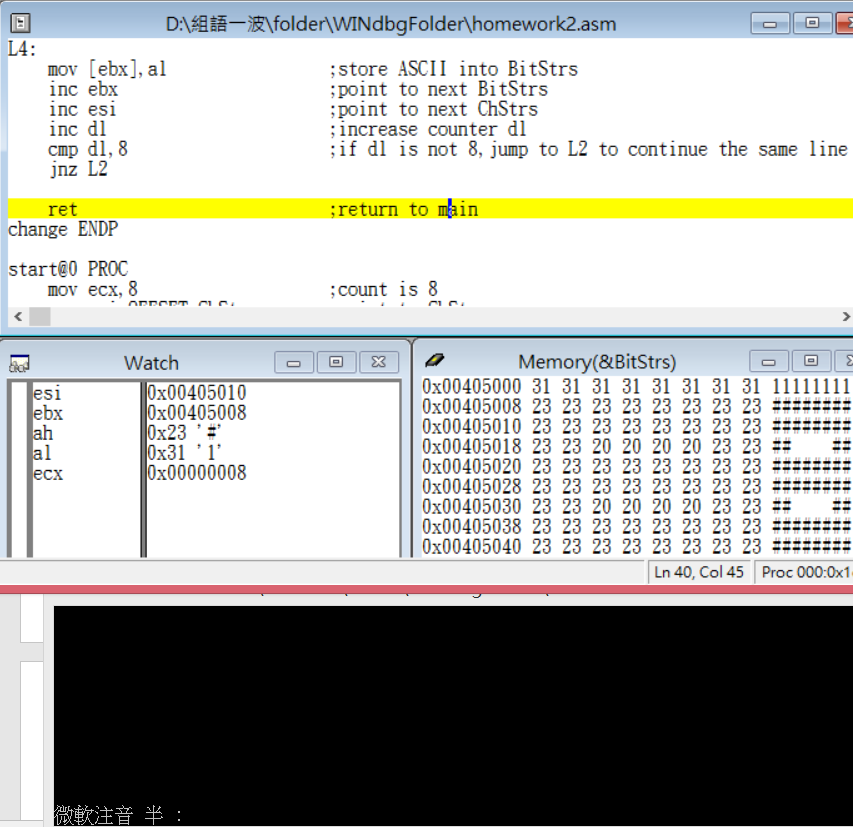 D:\組語一波\folder\WINdbgFolder\homework2.asm
L4:
mov [ebx],al ;store ASCII into BitStrs
inc ebx ;point to next BitStrs
inc esi ;point to next ChStrs
inc dl ;increase counter dl
cmp dl,8 ;if dl is not 8,jump to L2 to continue the same line
jnz L2
ret ;return to main
change ENDP
start@0 PROC
mov ecx,8 ;count is 8
Watch
esi 0x00405010
ebx 0x00405008
ah 0x23 '#'
al 0x31 '1'
ecx 0x00000008
Memory(&BitStrs)
0x00405000 31 31 31 31 31 31 31 31 11111111
0x00405008 23 23 23 23 23 23 23 23 ########
0x00405010 23 23 23 23 23 23 23 23 ########
0x00405018 23 23 20 20 20 20 23 23 ##    ##
0x00405020 23 23 23 23 23 23 23 23 ########
0x00405028 23 23 23 23 23 23 23 23 ########
0x00405030 23 23 20 20 20 20 23 23 ##    ##
0x00405038 23 23 23 23 23 23 23 23 ########
0x00405040 23 23 23 23 23 23 23 23 ########
Ln 40, Col 45 Proc 000:0x1
微軟注音 半 :